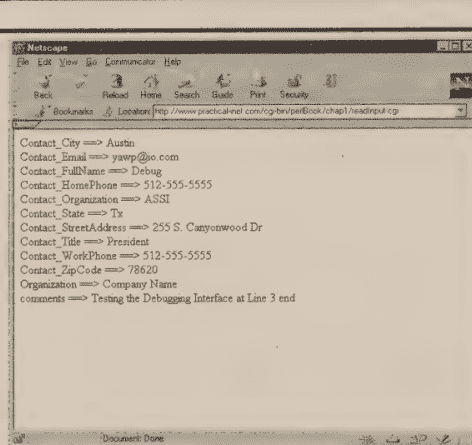 Netscape
File Edit View Go Communicator Help
Back Reload Home Search Guide Print Security
Bookmarks Location: http://www.practical-inet.com/cgi-bin/perlBook/chap1/readinput.cgi
Contact_City ==> Austin
Contact_Email ==> yawp@io.com
Contact_FullName ==> Debug
Contact_HomePhone ==> 512-555-5555
Contact_Organization ==> ASSI
Contact_State ==> Tx
Contact_StreetAddress ==> 255 S. Canyonwood Dr
Contact_Title ==> President
Contact_WorkPhone ==> 512-555-5555
Contact_ZipCode ==> 78620
Organization ==> Company Name
comments ==> Testing the Debugging Interface at Line 3 end
Document: Done